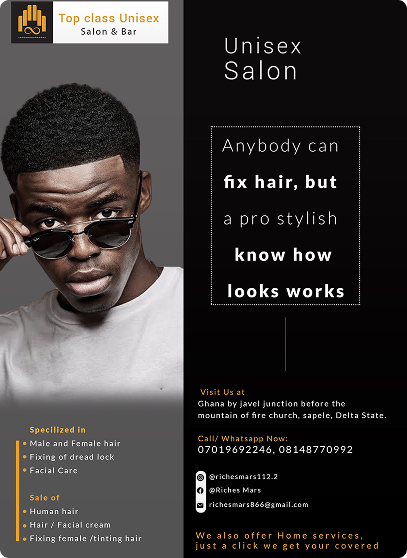 Top class Unisex
Salon & Bar
Unisex
Salon
Anybody can
fix hair, but
a pro stylish
know how
looks works
Visit Us at
Ghana by javel junction before the
mountain of fire church, sapele, Delta State.
Call/ Whatsapp Now:
07019692246, 08148770992
@richesmars112.2
@Riches Mars
richesmars866@gmail.com
We also offer Home services,
just a click we get your covered
Specilized in
Male and Female hair
Fixing of dread lock
Facial Care
Sale of
Human hair
Hair / Facial cream
Fixing female /tinting hair